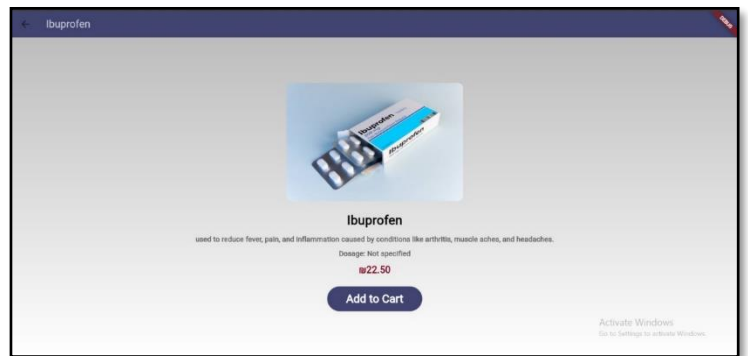 Ibuprofen
DEBUG
Ibuprofen
Ibuprofen
Ibuprofen
used to reduce fever, pain, and inflammation caused by conditions like arthritis, muscle aches, and headaches.
Dosage: Not specified
₪22.50
Add to Cart
Activate Windows
Go to Settings to activate Windows.